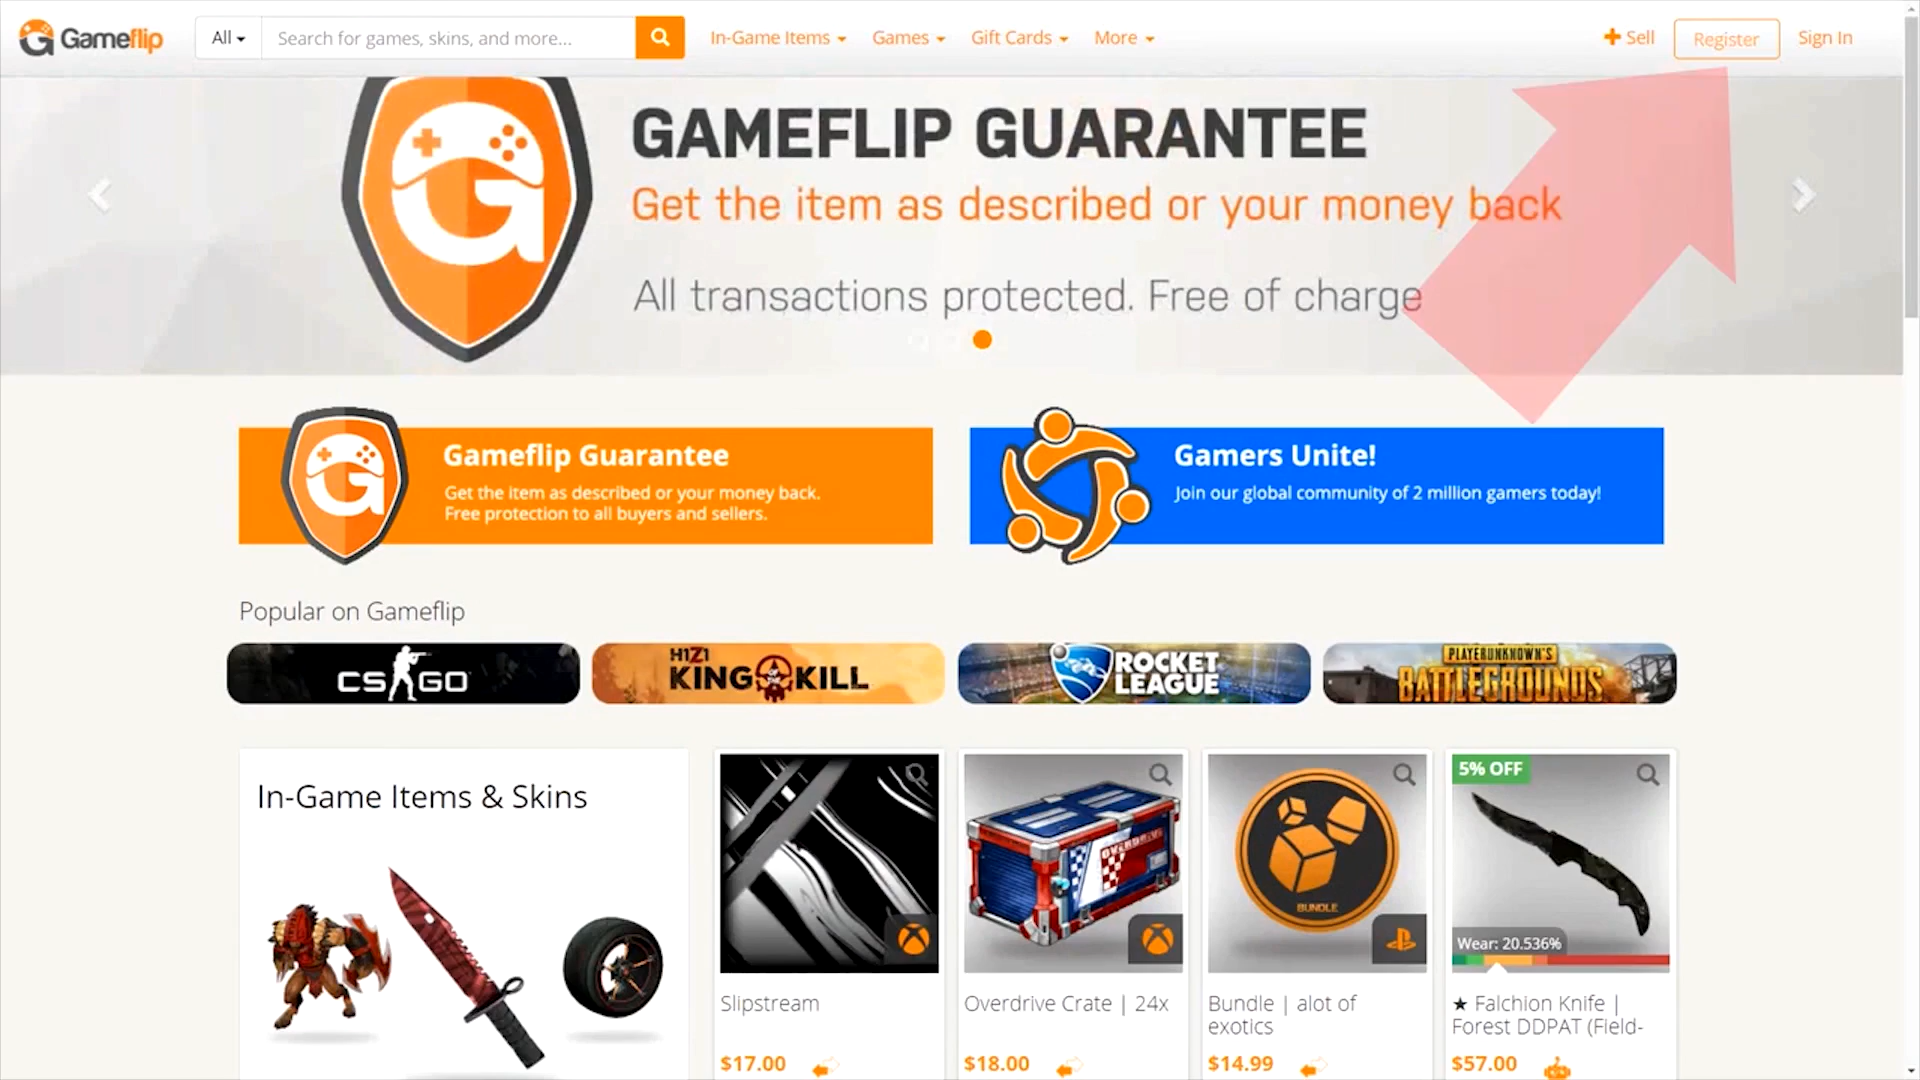 Gameflip
All
Search for games, skins, and more...
In-Game Items
Games
Gift Cards
More
Sell
Register
Sign In
GAMEFLIP GUARANTEE
Get the item as described or your money back
All transactions protected. Free of charge
Gameflip Guarantee
Get the item as described or your money back.
Free protection to all buyers and sellers.
Gamers Unite!
Join our global community of 2 million gamers today!
Popular on Gameflip
CS GO
H1Z1
KING KILL
ROCKET
LEAGUE
PLAYERUNKNOWN'S
BATTLEGROUNDS
In-Game Items & Skins
OVERDRIVE
BUNDLE
5% OFF
Wear: 20.536%
Slipstream
$17.00
Overdrive Crate | 24x
$18.00
Bundle | alot of
exotics
$14.99
★ Falchion Knife |
Forest DDPAT (Field-
$57.00